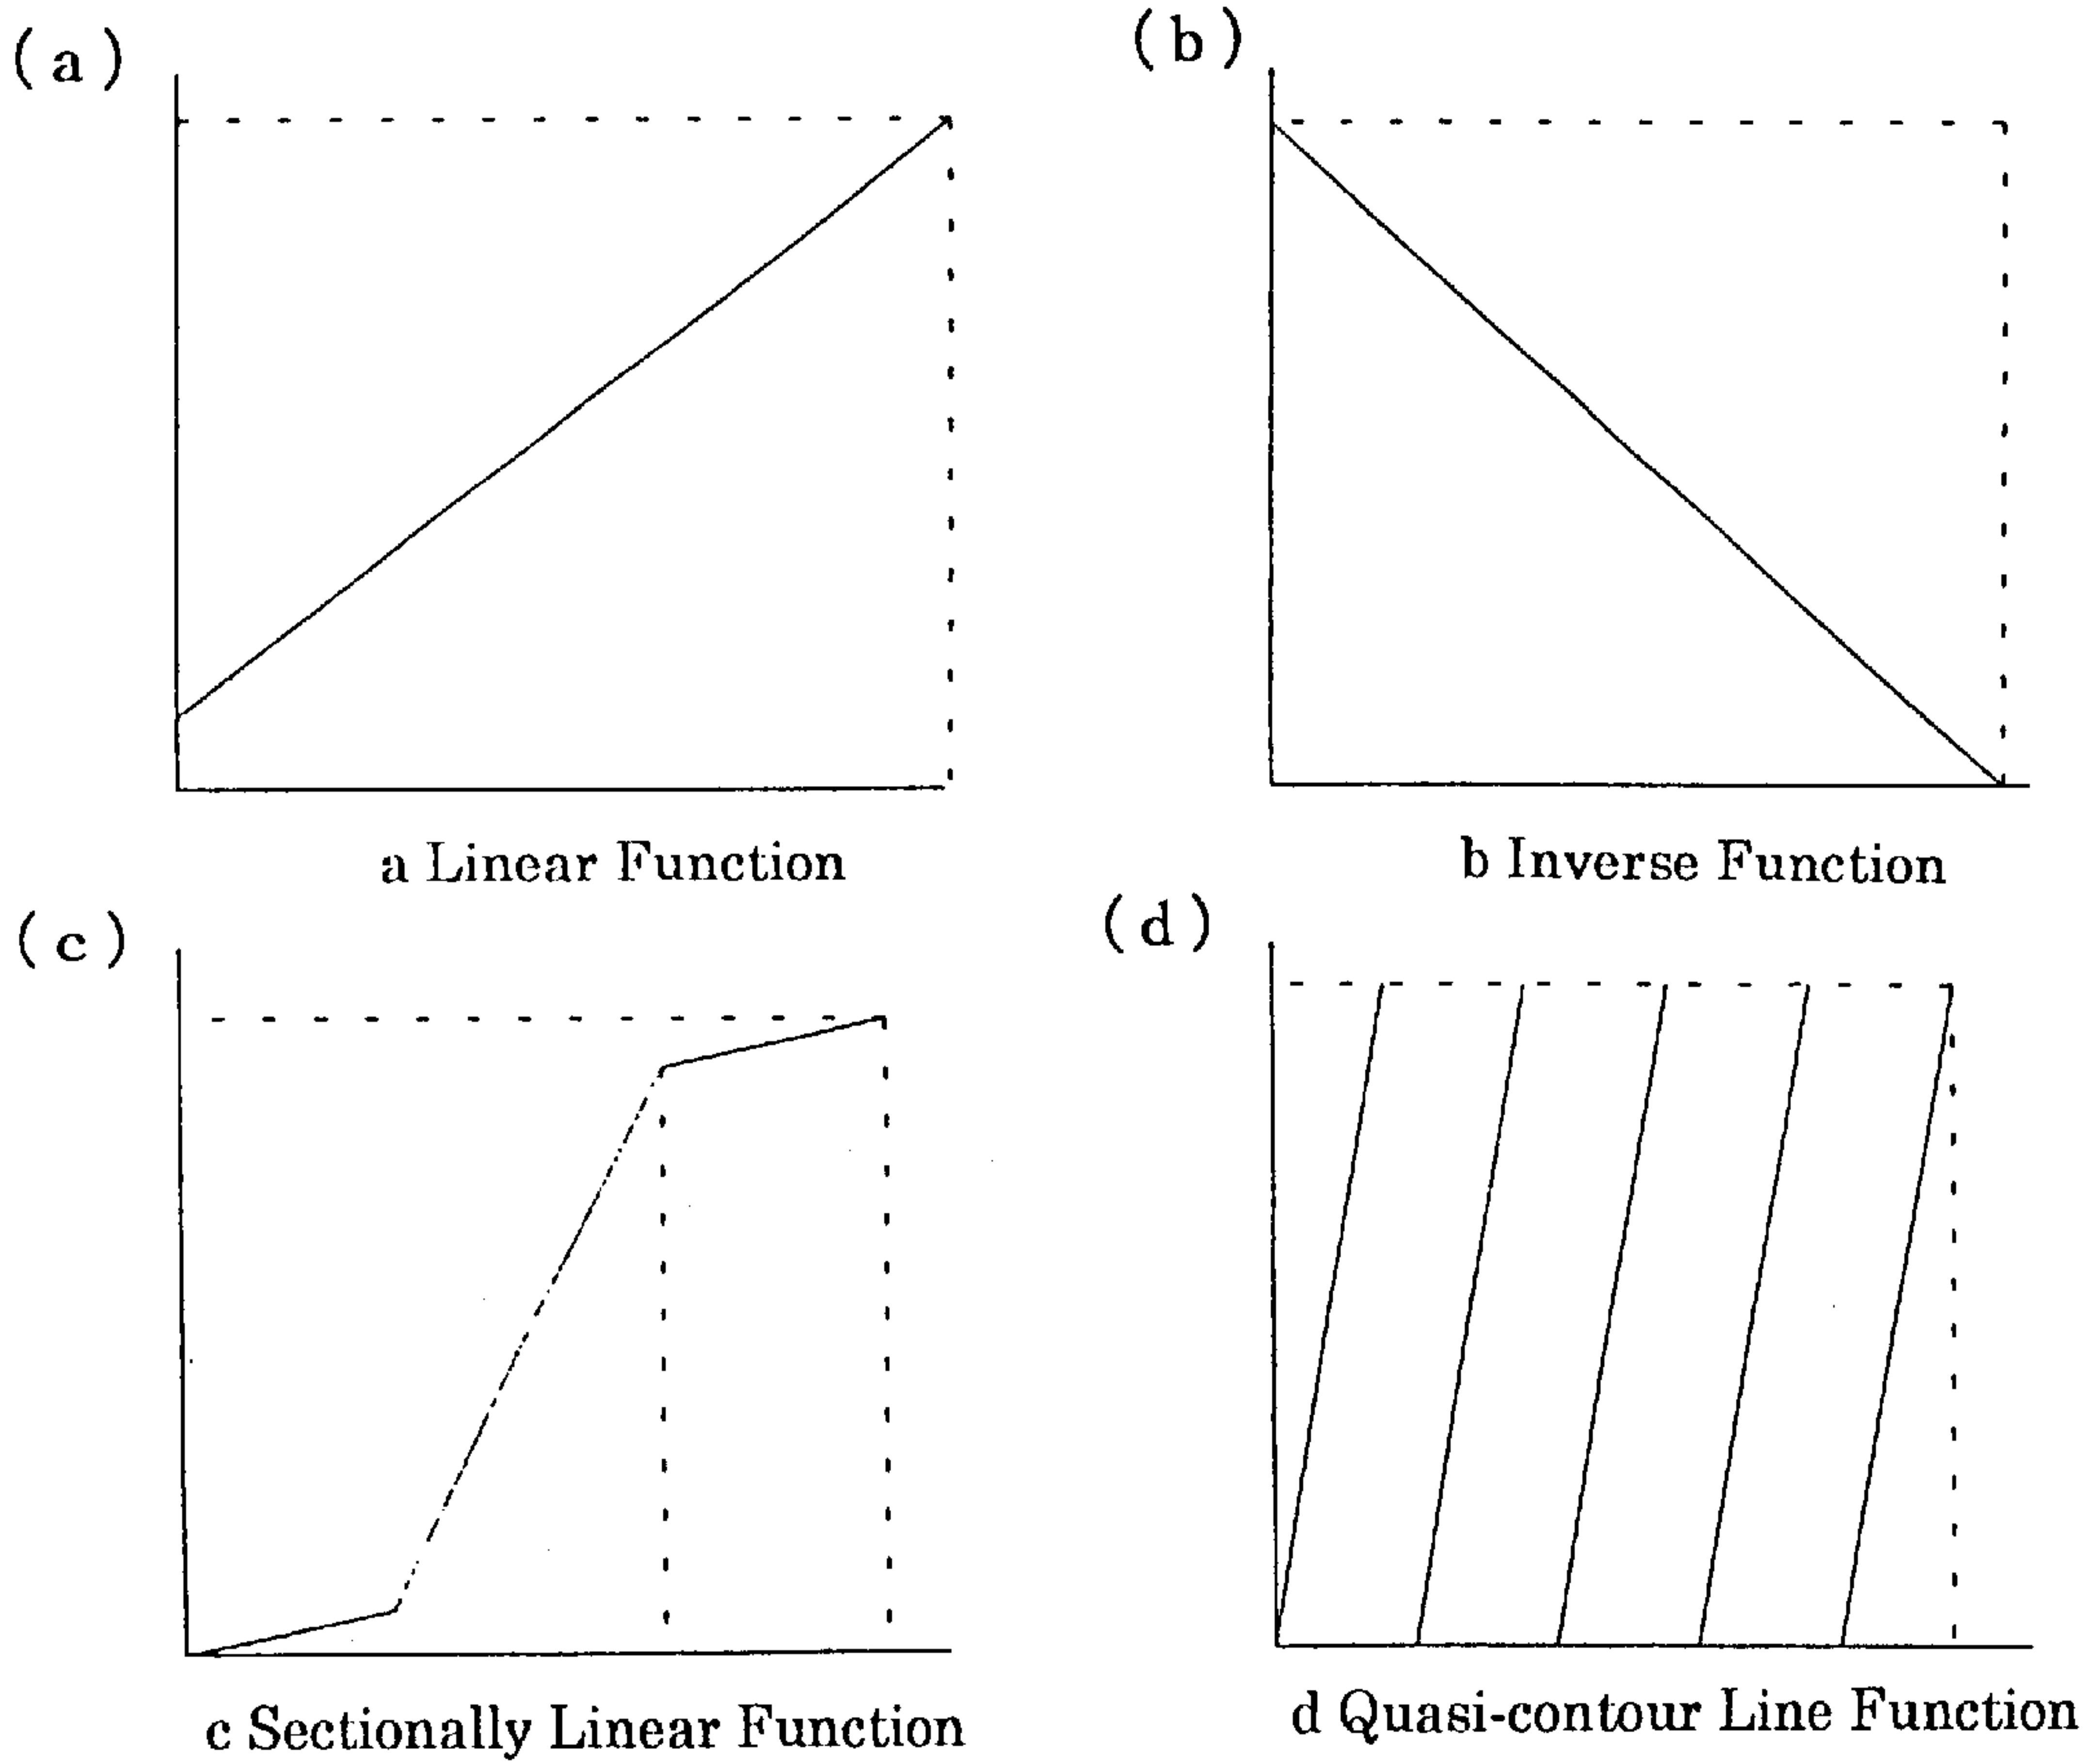 (a)
(b)
a Linear Function
b Inverse Function
(c)
(d)
c Sectionally Linear Function
d Quasi-contour Line Function